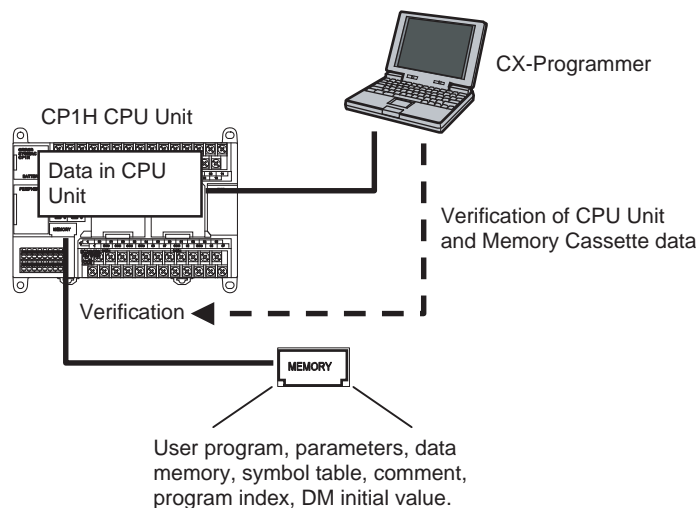 CX-Programmer
CP1H CPU Unit
Data in CPU
Unit
MEMORY
Verification of CPU Unit
and Memory Cassette data
Verification
MEMORY
User program, parameters, data
memory, symbol table, comment,
program index, DM initial value.